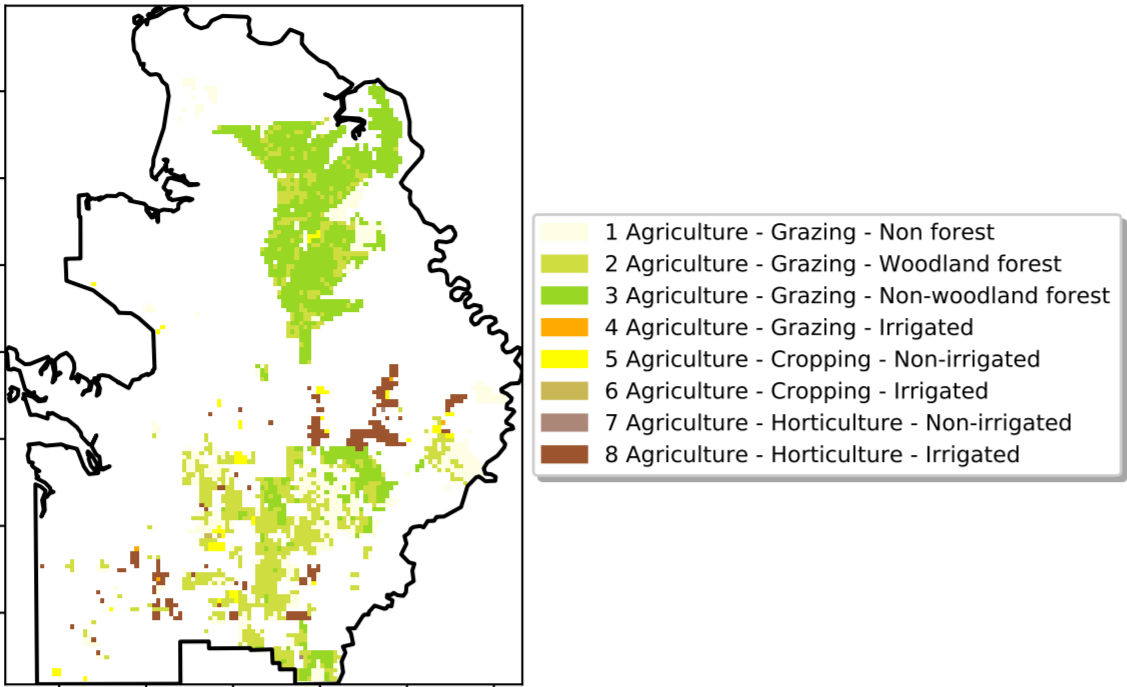 1 Agriculture - Grazing - Non forest
2 Agriculture - Grazing - Woodland forest
3 Agriculture - Grazing - Non-woodland forest
4 Agriculture - Grazing - Irrigated
5 Agriculture - Cropping - Non-irrigated
6 Agriculture - Cropping - Irrigated
7 Agriculture - Horticulture - Non-irrigated
8 Agriculture - Horticulture - Irrigated